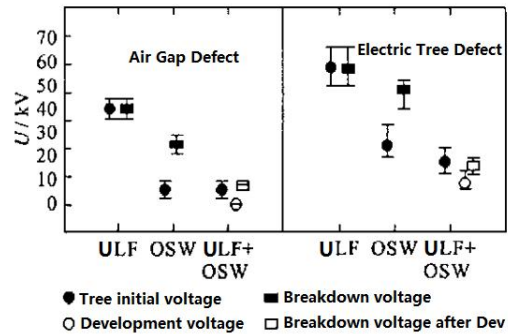 70
60
50
40
30
20
10
0
U/kV
Air Gap Defect
Electric Tree Defect
ULF OSW ULF+
OSW
ULF OSW ULF+
OSW
Tree initial voltage
Breakdown voltage
Development voltage
Breakdown voltage after Dev